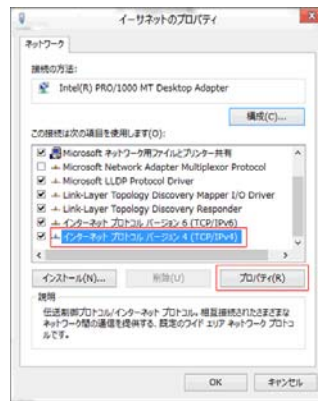 イーサネットのプロパティ
ネットワーク
接続の方法:
Intel(R) PRO/1000 MT Desktop Adapter
構成(C)...
この接続は次の項目を使用します(O):
Microsoft ネットワーク用ファイルとプリンター共有
Microsoft Network Adapter Multiplexor Protocol
Microsoft LLDP Protocol Driver
Link-Layer Topology Discovery Mapper I/O Driver
Link-Layer Topology Discovery Responder
インターネット プロトコル バージョン 6 (TCP/IPv6)
インターネット プロトコル バージョン 4 (TCP/IPv4)
インストール(N)... 削除(U) プロパティ(R)
説明
伝送制御プロトコル/インターネット プロトコル。相互接続されたさまざまな
ネットワーク間の通信を提供する、既定のワイド エリア ネットワーク プロトコ
ルです。
OK キャンセル